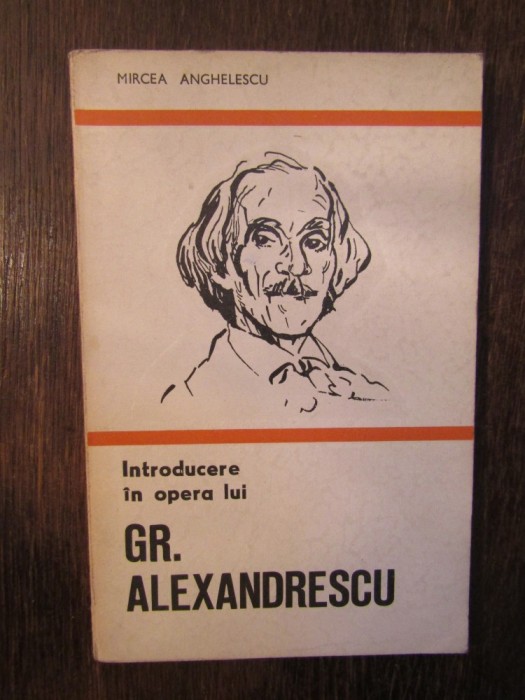 MIRCEA ANGHELESCU
Introducere
în opera lui
GR.
ALEXANDRESCU